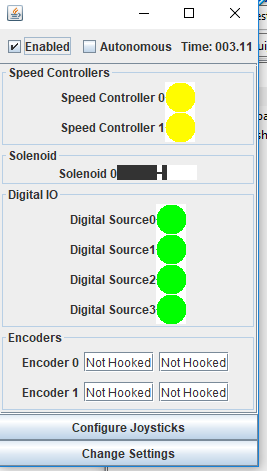 Enabled Autonomous Time: 003.11
Speed Controllers
Speed Controller 0
Speed Controller 1
Solenoid
Solenoid 0
Digital IO
Digital Source0
Digital Source1
Digital Source2
Digital Source3
Encoders
Encoder 0 Not Hooked Not Hooked
Encoder 1 Not Hooked Not Hooked
Configure Joysticks
Change Settings